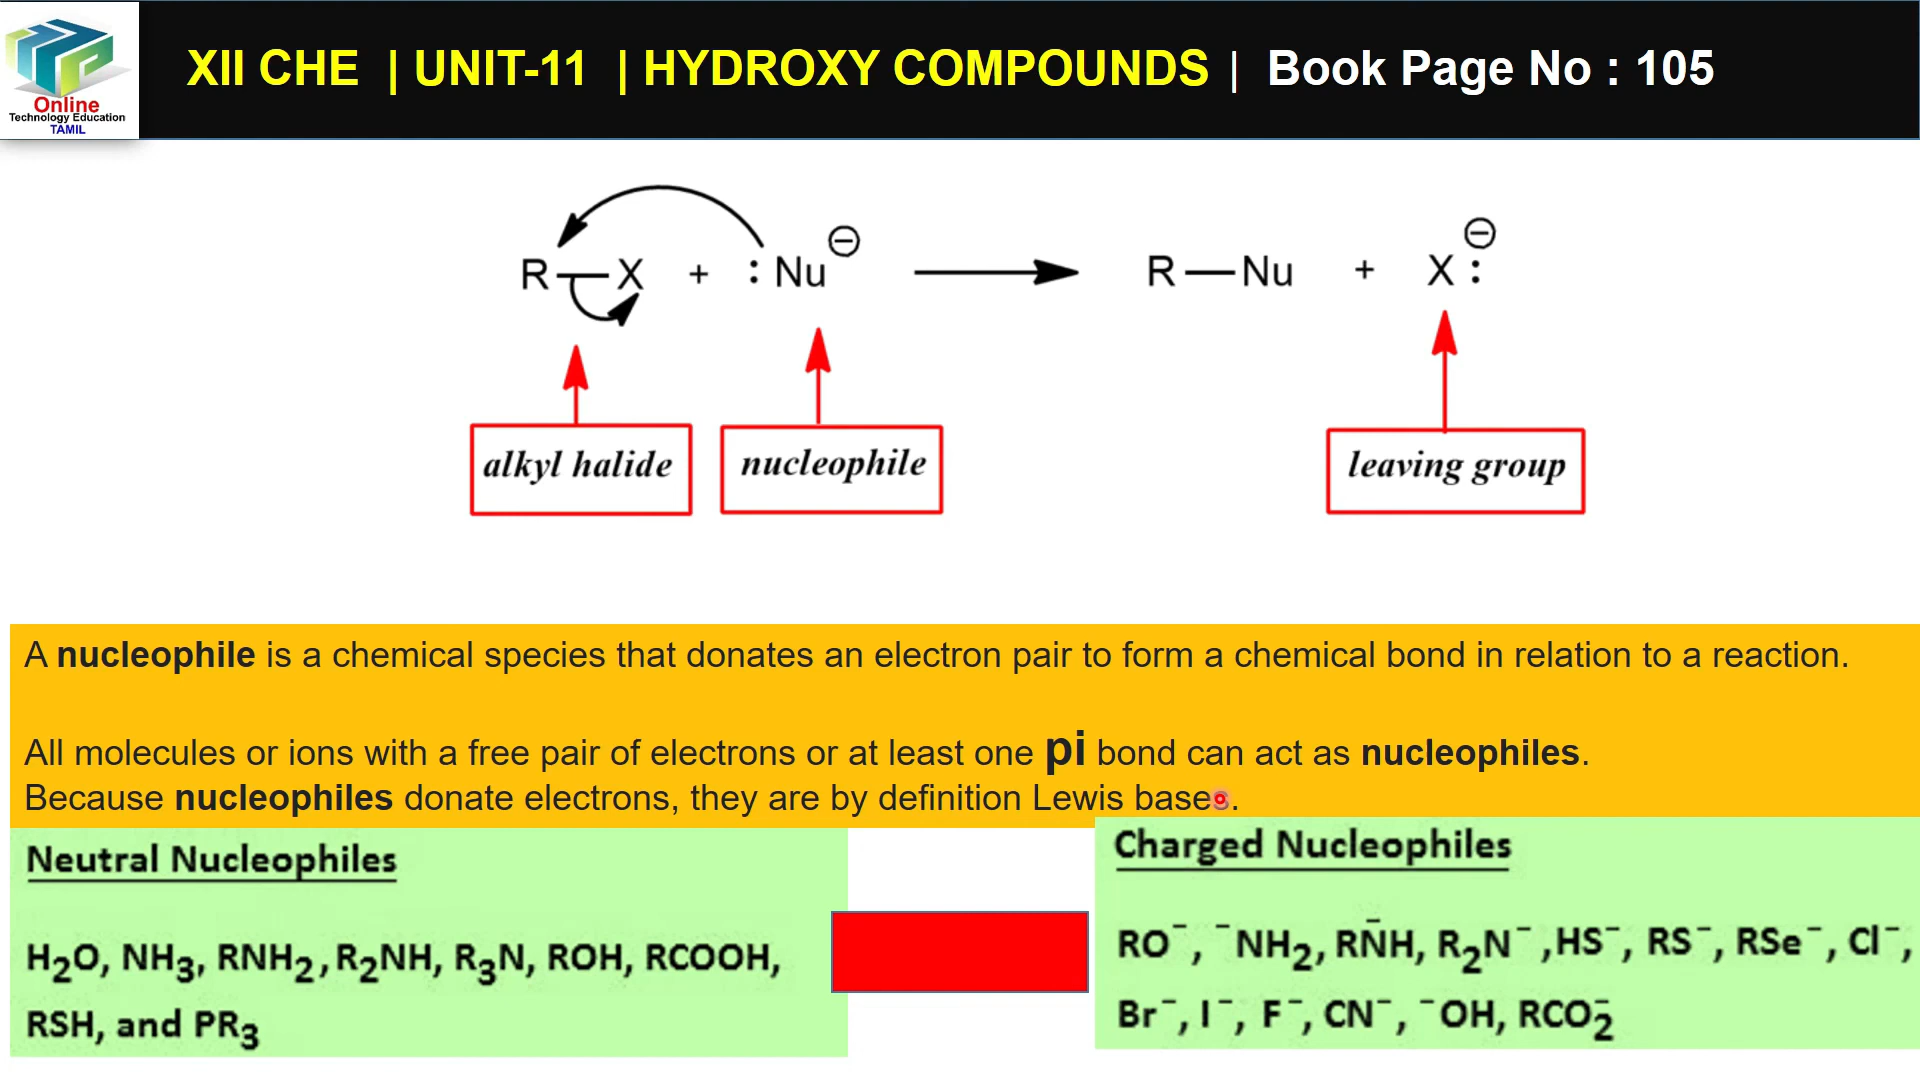 Online
Technology Education
TAMIL
XII CHE | UNIT-11 | HYDROXY COMPOUNDS | Book Page No : 105
R—X + :Nu⊖ → R—Nu + X:⊖
alkyl halide nucleophile leaving group
A nucleophile is a chemical species that donates an electron pair to form a chemical bond in relation to a reaction.
All molecules or ions with a free pair of electrons or at least one pi bond can act as nucleophiles.
Because nucleophiles donate electrons, they are by definition Lewis bases.
Neutral Nucleophiles
H₂O, NH₃, RNH₂, R₂NH, R₃N, ROH, RCOOH,
RSH, and PR₃
Charged Nucleophiles
RO⁻, ⁻NH₂, RN̄H, R₂N⁻, HS⁻, RS⁻, RSe⁻, Cl⁻,
Br⁻, I⁻, F⁻, CN⁻, ⁻OH, RCO₂⁻